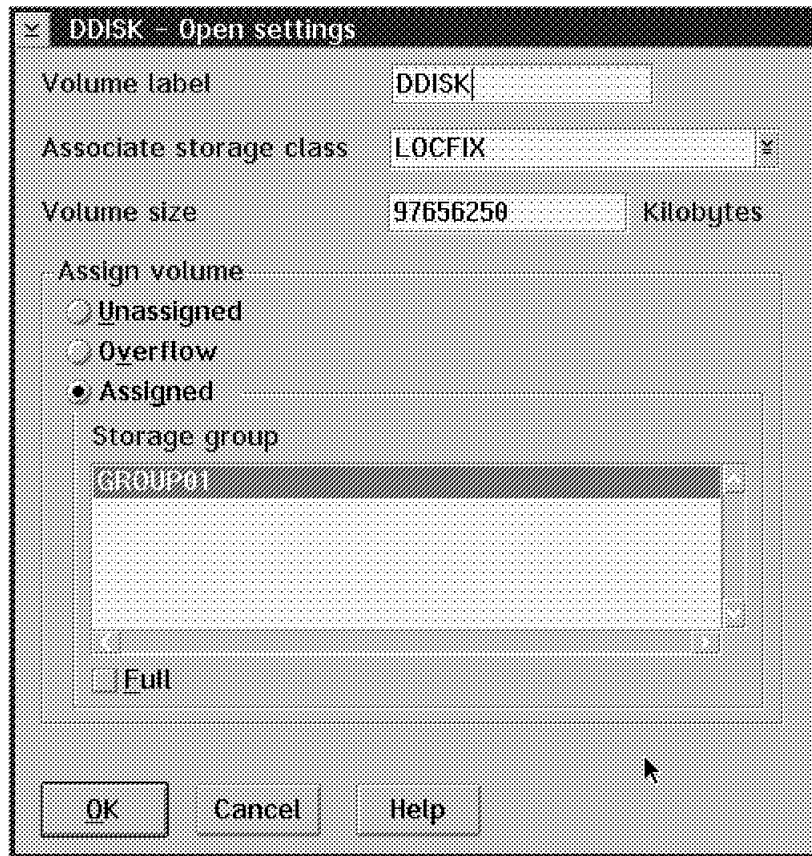 DDISK - Open settings
Volume label DDISK
Associate storage class LOCFIX
Volume size 97656250 Kilobytes
Assign volume
Unassigned
Overflow
Assigned
Storage group
GROUP01
Full
OK Cancel Help